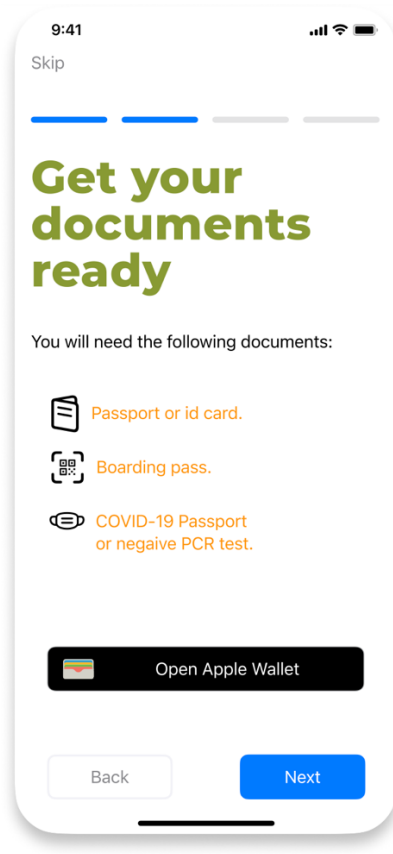 9:41
Skip
Get your
documents
ready
You will need the following documents:
Passport or id card.
Boarding pass.
COVID-19 Passport
or negaive PCR test.
Open Apple Wallet
Back
Next